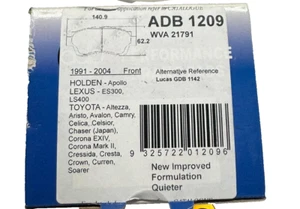 140.9
ADB 1209
62.2
WVA 21791
1991 - 2004 Front
Alternative Reference
Lucas GDB 1142
HOLDEN - Apollo
LEXUS - ES300,
LS400
TOYOTA - Altezza,
Aristo, Avalon, Camry,
Celica, Celsior,
Chaser (Japan),
Corona EXIV,
Corona Mark II,
Cressida, Cresta,
Crown, Curren,
Soarer
9 325722 012096
New Improved
Formulation
Quieter